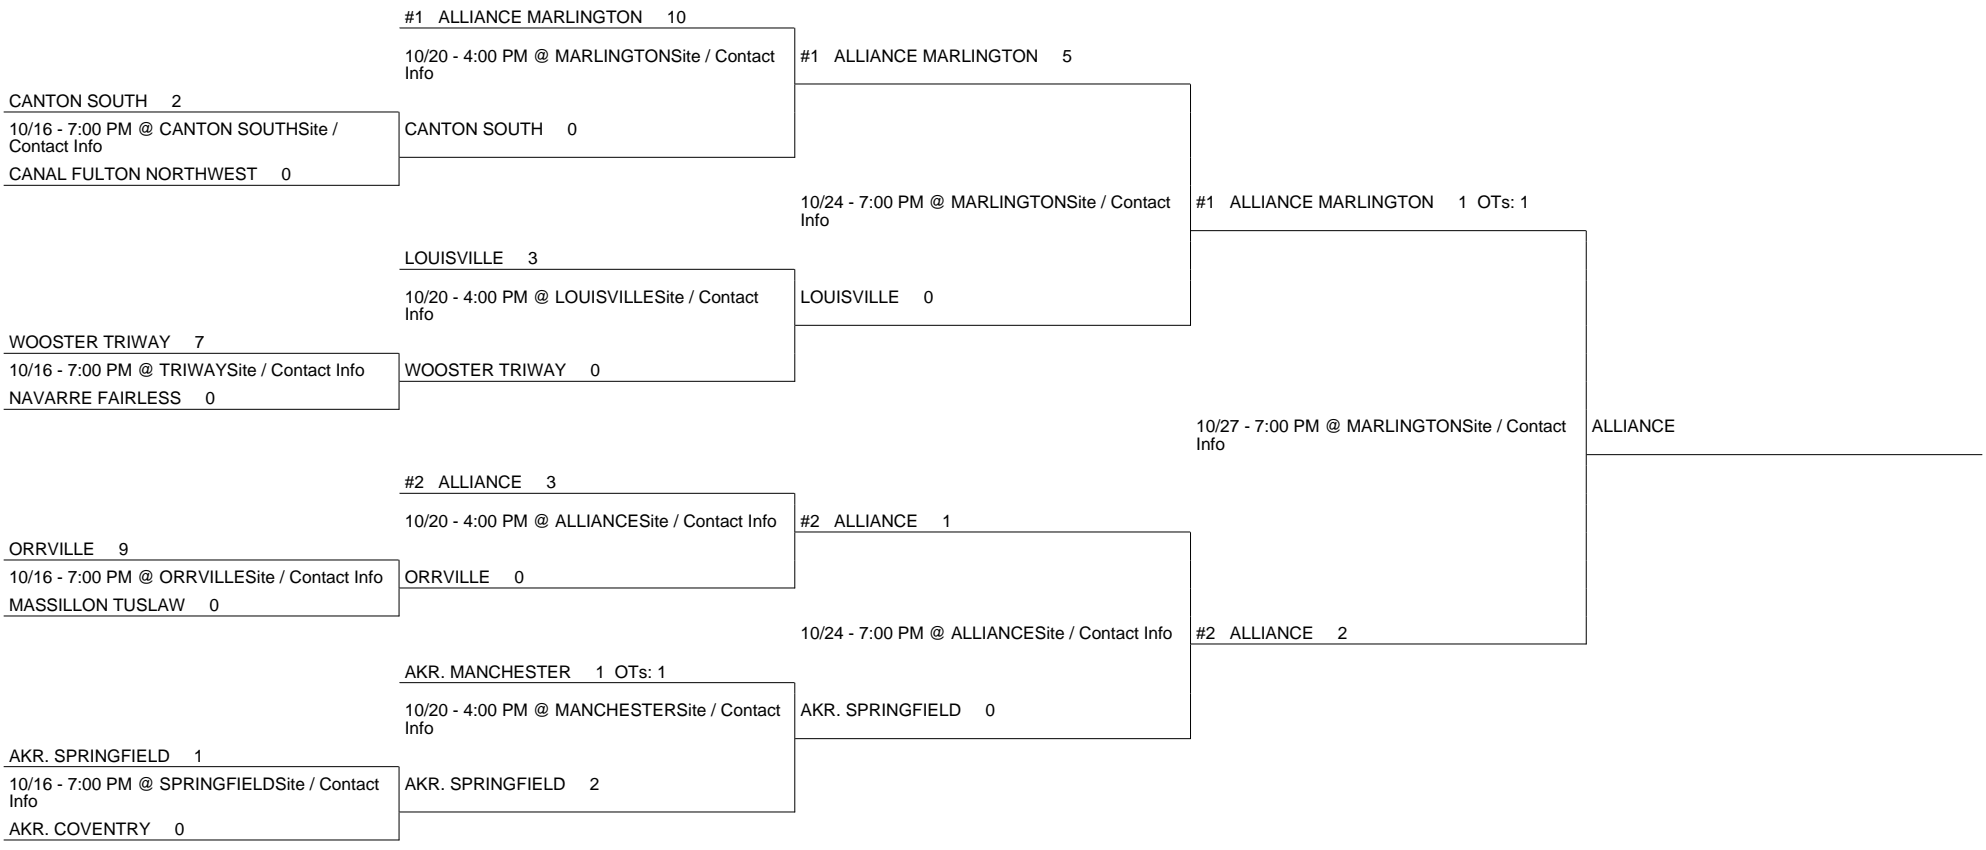 #1 ALLIANCE MARLINGTON 10
10/20 - 4:00 PM @ MARLINGTONSite / Contact
Info
#1 ALLIANCE MARLINGTON 5
CANTON SOUTH 2
10/16 - 7:00 PM @ CANTON SOUTHSite /
Contact Info
CANTON SOUTH 0
CANAL FULTON NORTHWEST 0
10/24 - 7:00 PM @ MARLINGTONSite / Contact
Info
#1 ALLIANCE MARLINGTON 1 OTs: 1
LOUISVILLE 3
10/20 - 4:00 PM @ LOUISVILLESite / Contact
Info
LOUISVILLE 0
WOOSTER TRIWAY 7
10/16 - 7:00 PM @ TRIWAYSite / Contact Info
WOOSTER TRIWAY 0
NAVARRE FAIRLESS 0
10/27 - 7:00 PM @ MARLINGTONSite / Contact
Info
ALLIANCE
#2 ALLIANCE 3
10/20 - 4:00 PM @ ALLIANCESite / Contact Info
#2 ALLIANCE 1
ORRVILLE 9
10/16 - 7:00 PM @ ORRVILLESite / Contact Info
ORRVILLE 0
MASSILLON TUSLAW 0
10/24 - 7:00 PM @ ALLIANCESite / Contact Info
#2 ALLIANCE 2
AKR. MANCHESTER 1 OTs: 1
10/20 - 4:00 PM @ MANCHESTERSite / Contact
Info
AKR. SPRINGFIELD 0
AKR. SPRINGFIELD 1
10/16 - 7:00 PM @ SPRINGFIELDSite / Contact
Info
AKR. SPRINGFIELD 2
AKR. COVENTRY 0